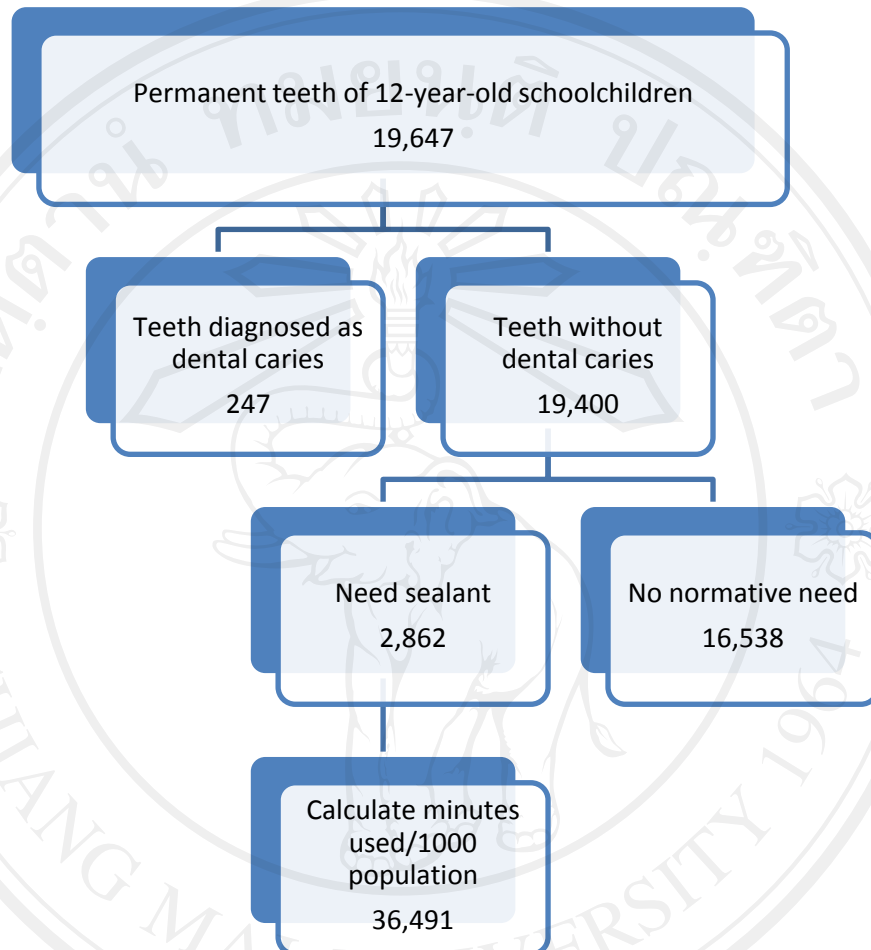 Permanent teeth of 12-year-old schoolchildren
19,647
Teeth diagnosed as
dental caries
247
Teeth without
dental caries
19,400
Need sealant
2,862
No normative need
16,538
Calculate minutes
used/1000
population
36,491